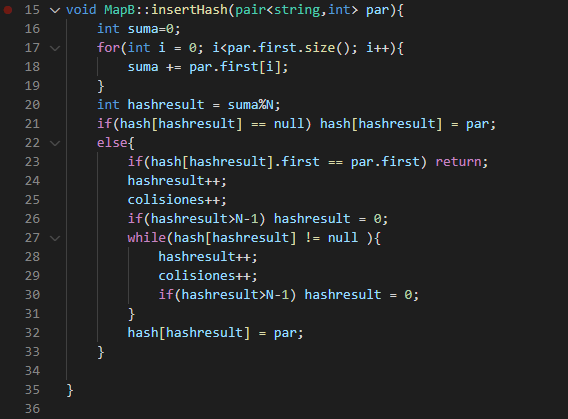 15 void MapB::insertHash(pair<string,int> par){
16     int suma=0;
17     for(int i = 0; i<par.first.size(); i++){
18         suma += par.first[i];
19     }
20     int hashresult = suma%N;
21     if(hash[hashresult] == null) hash[hashresult] = par;
22     else{
23         if(hash[hashresult].first == par.first) return;
24         hashresult++;
25         colisiones++;
26         if(hashresult>N-1) hashresult = 0;
27         while(hash[hashresult] != null ){
28             hashresult++;
29             colisiones++;
30             if(hashresult>N-1) hashresult = 0;
31         }
32         hash[hashresult] = par;
33     }
34
35 }
36